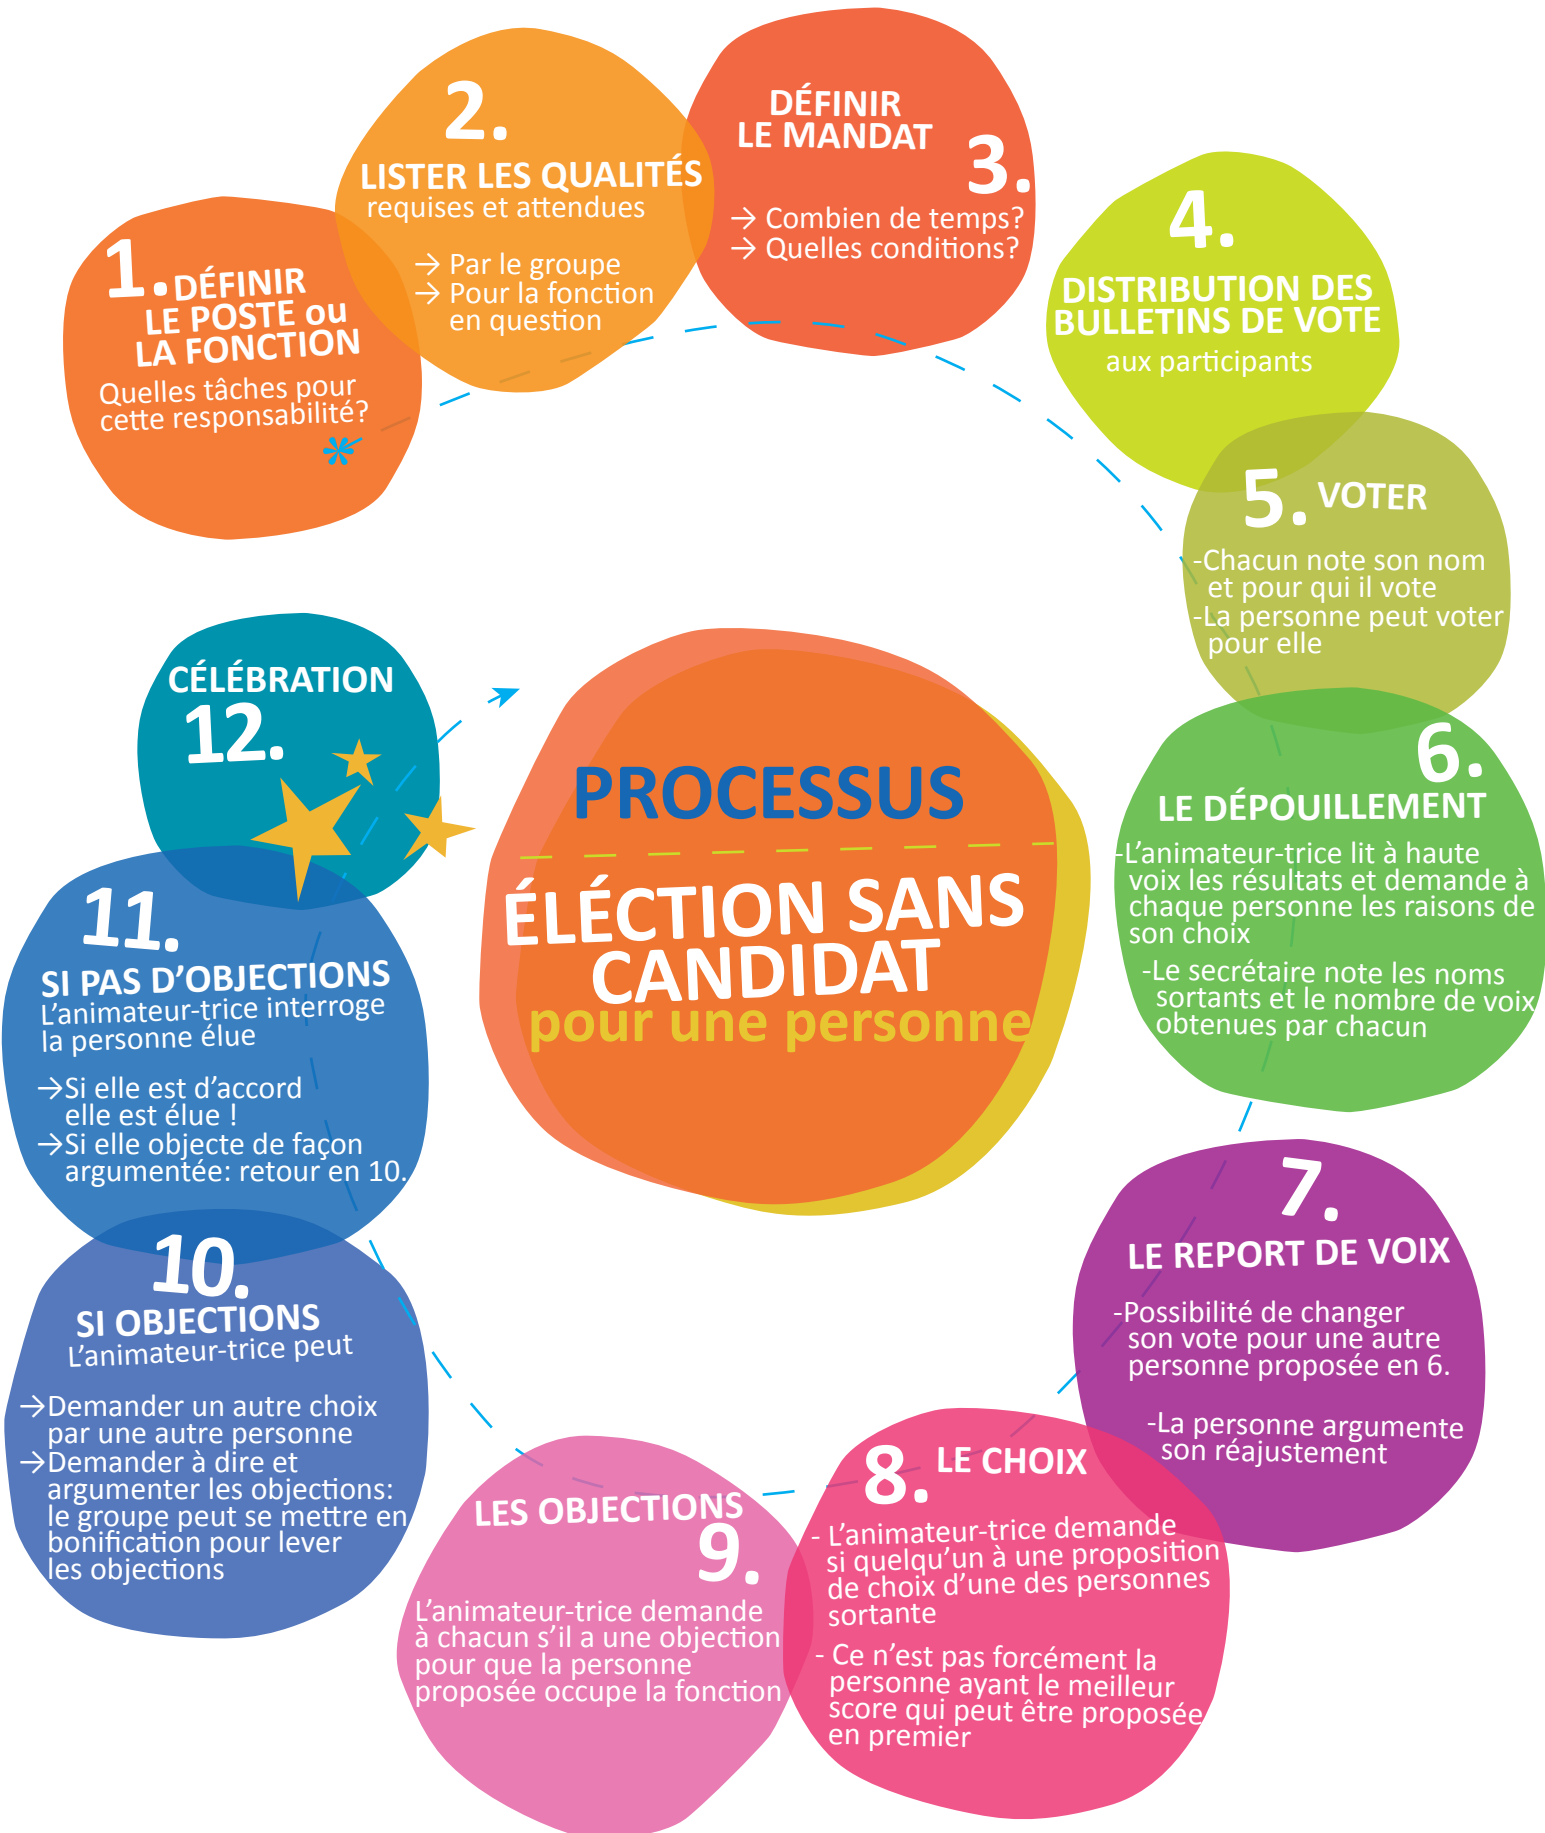 1. DÉFINIR
LE POSTE ou
LA FONCTION
Quelles tâches pour
cette responsabilité?
2.
LISTER LES QUALITÉS
requises et attendues
→ Par le groupe
→ Pour la fonction
en question
DÉFINIR
LE MANDAT
3.
→ Combien de temps?
→ Quelles conditions?
4.
DISTRIBUTION DES
BULLETINS DE VOTE
aux participants
5. VOTER
-Chacun note son nom
et pour qui il vote
-La personne peut voter
pour elle
6.
LE DÉPOUILLEMENT
-L'animateur-trice lit à haute
voix les résultats et demande à
chaque personne les raisons de
son choix
-Le secrétaire note les noms
sortants et le nombre de voix
obtenues par chacun
7.
LE REPORT DE VOIX
-Possibilité de changer
son vote pour une autre
personne proposée en 6.
-La personne argumente
son réajustement
8. LE CHOIX
- L'animateur-trice demande
si quelqu'un à une proposition
de choix d'une des personnes
sortante
- Ce n'est pas forcément la
personne ayant le meilleur
score qui peut être proposée
en premier
LES OBJECTIONS
9.
L'animateur-trice demande
à chacun s'il a une objection
pour que la personne
proposée occupe la fonction
10.
SI OBJECTIONS
L'animateur-trice peut
→Demander un autre choix
par une autre personne
→Demander à dire et
argumenter les objections:
le groupe peut se mettre en
bonification pour lever
les objections
11.
SI PAS D'OBJECTIONS
L'animateur-trice interroge
la personne élue
→Si elle est d'accord
elle est élue !
→Si elle objecte de façon
argumentée: retour en 10.
CÉLÉBRATION
12.
PROCESSUS
ÉLÉCTION SANS
CANDIDAT
pour une personne